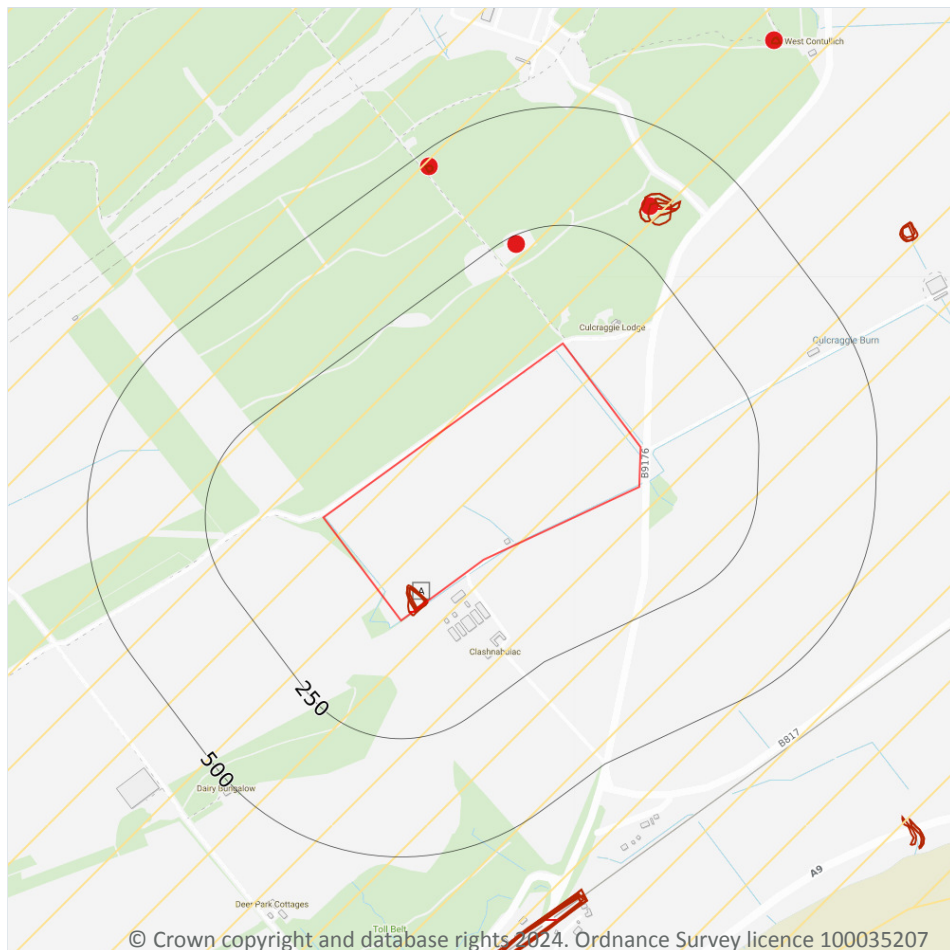 West Contullich
Culcraggie Lodge
Culcraggie Burn
B9176
A
Clashnabuiac
250
500
B817
Dairy Bungalow
A9
Deer Park Cottages
Toll Belt
© Crown copyright and database rights 2024. Ordnance Survey licence 100035207